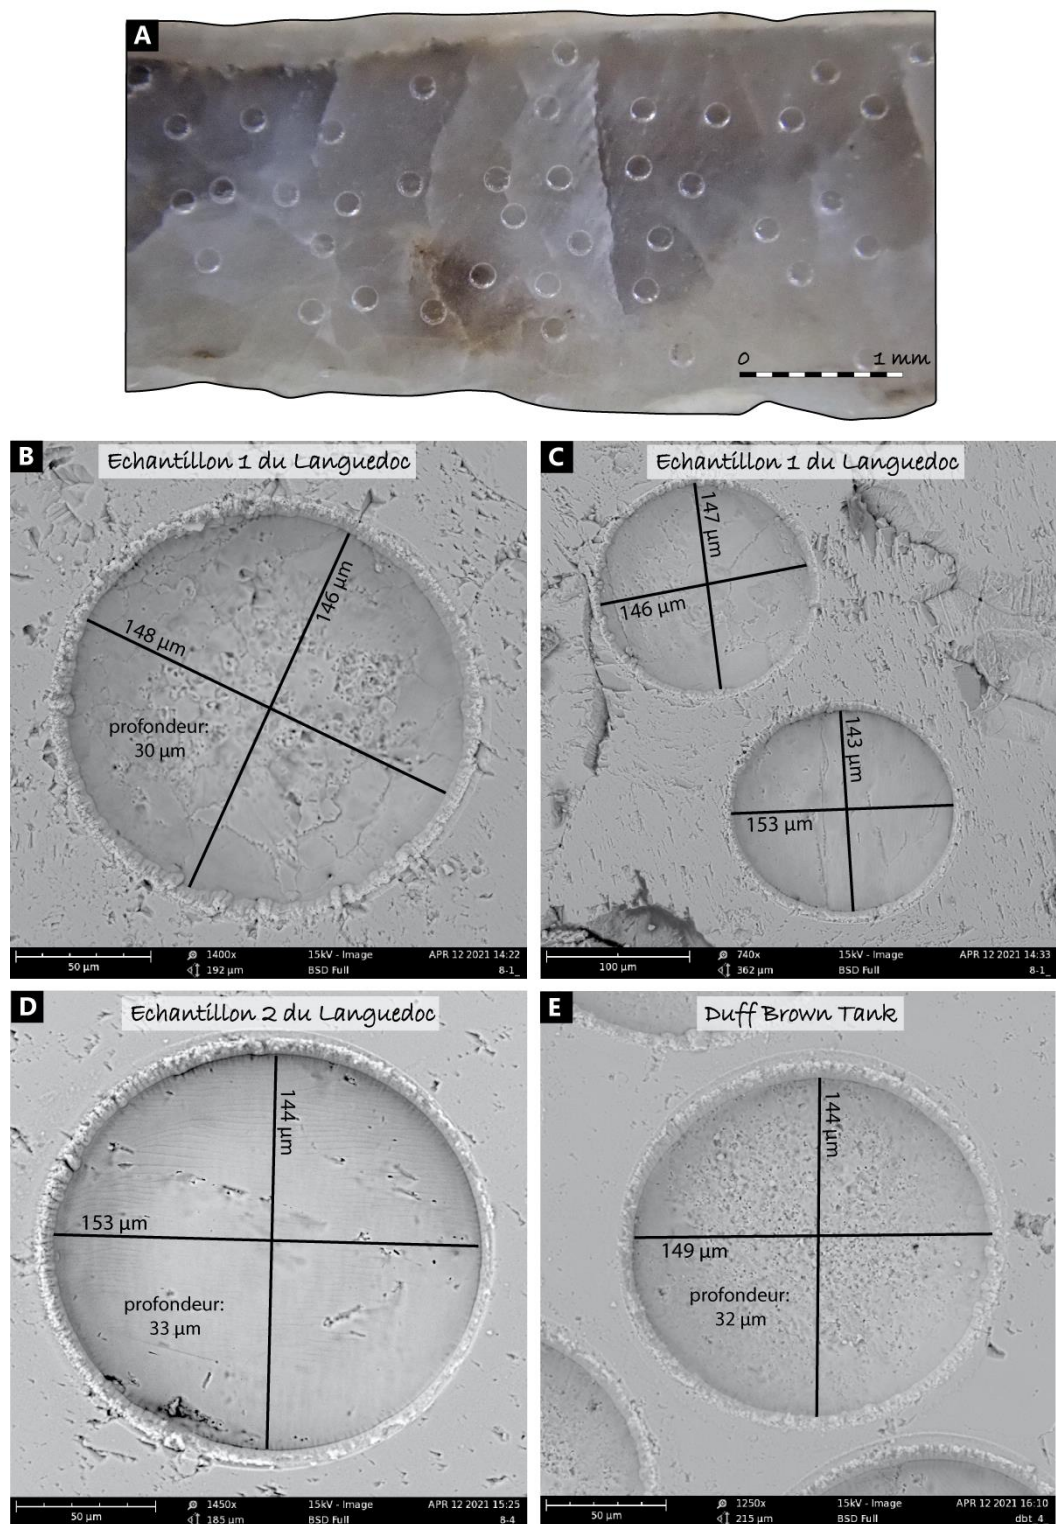 A
0
1 mm
B
Echantillon 1 du Languedoc
146 µm
148 µm
profondeur:
30 µm
50 µm
1400x
15kV - Image
APR 12 2021 14:22
192 µm
BSD Full
8-1_
C
Echantillon 1 du Languedoc
147 µm
146 µm
143 µm
153 µm
100 µm
740x
15kV - Image
APR 12 2021 14:33
362 µm
BSD Full
8-1_
D
Echantillon 2 du Languedoc
144 µm
153 µm
profondeur:
33 µm
50 µm
1450x
15kV - Image
APR 12 2021 15:25
185 µm
BSD Full
8-4_
E
Duff Brown Tank
144 µm
149 µm
profondeur:
32 µm
50 µm
1250x
15kV - Image
APR 12 2021 16:10
215 µm
BSD Full
dbt_4_